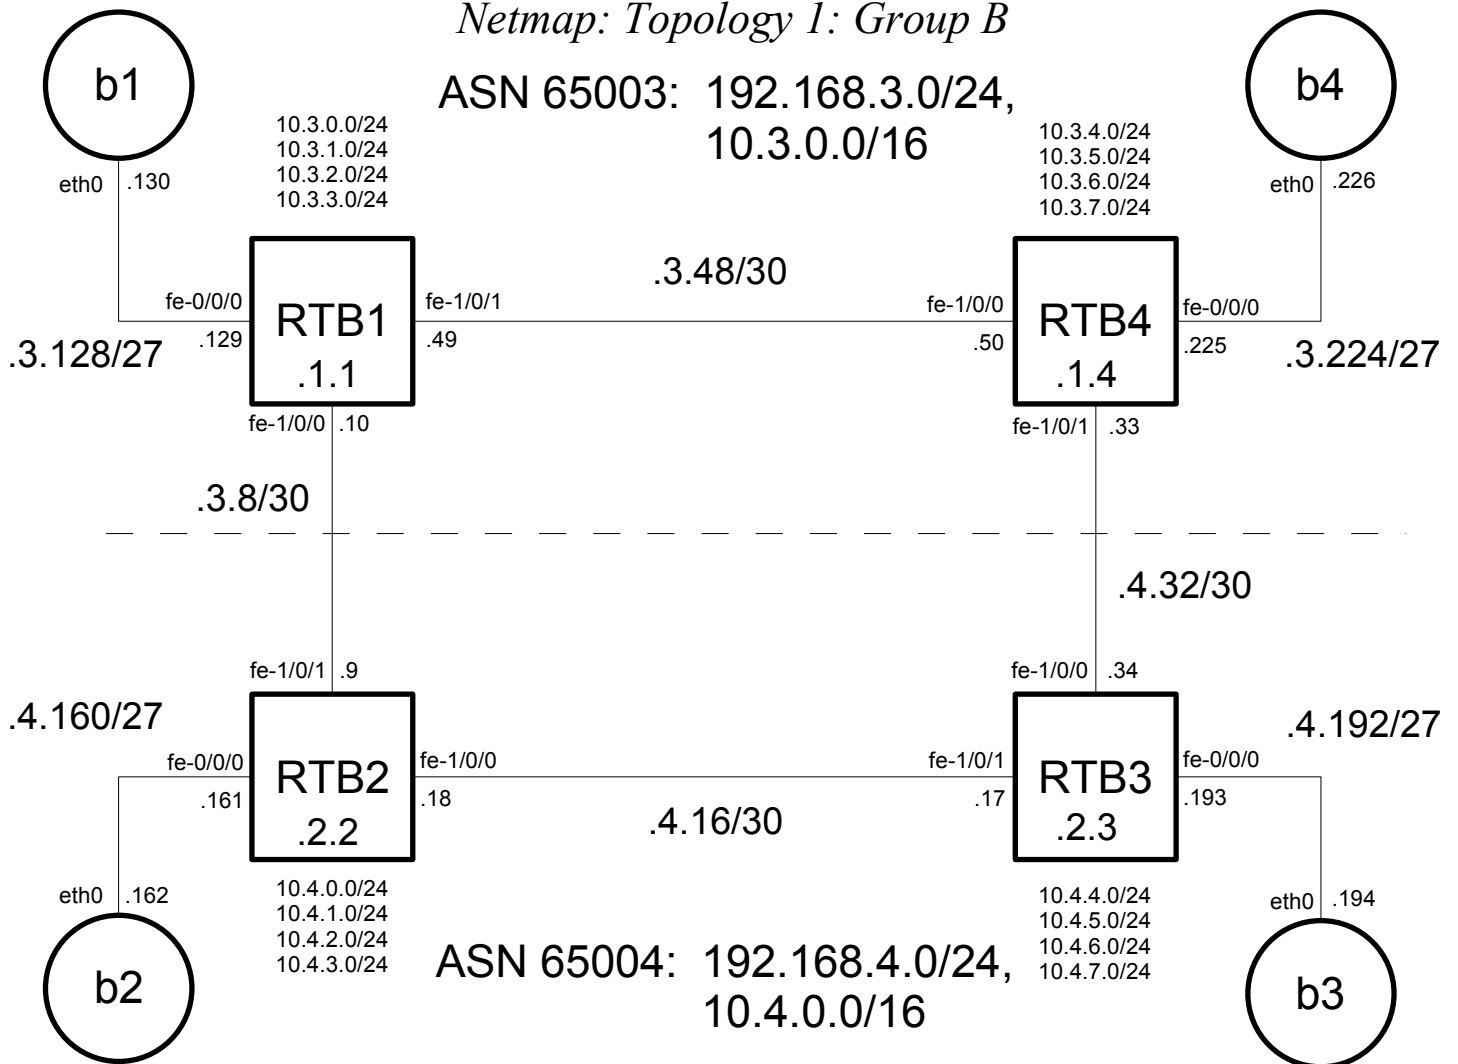 Netmap: Topology 1: Group B
b1
b4
ASN 65003: 192.168.3.0/24,
10.3.0.0/16
10.3.0.0/24
10.3.1.0/24
10.3.2.0/24
10.3.3.0/24
10.3.4.0/24
10.3.5.0/24
10.3.6.0/24
10.3.7.0/24
eth0 .130
eth0 .226
.3.48/30
fe-0/0/0
.129
RTB1
.1.1
fe-1/0/1
.49
fe-1/0/0
.50
RTB4
.1.4
fe-0/0/0
.225
.3.128/27
.3.224/27
fe-1/0/0 .10
fe-1/0/1 .33
.3.8/30
.4.32/30
fe-1/0/1 .9
fe-1/0/0 .34
.4.160/27
.4.192/27
fe-0/0/0
.161
RTB2
.2.2
fe-1/0/0
.18
.4.16/30
fe-1/0/1
.17
RTB3
.2.3
fe-0/0/0
.193
eth0 .162
eth0 .194
10.4.0.0/24
10.4.1.0/24
10.4.2.0/24
10.4.3.0/24
10.4.4.0/24
10.4.5.0/24
10.4.6.0/24
10.4.7.0/24
ASN 65004: 192.168.4.0/24,
10.4.0.0/16
b2
b3